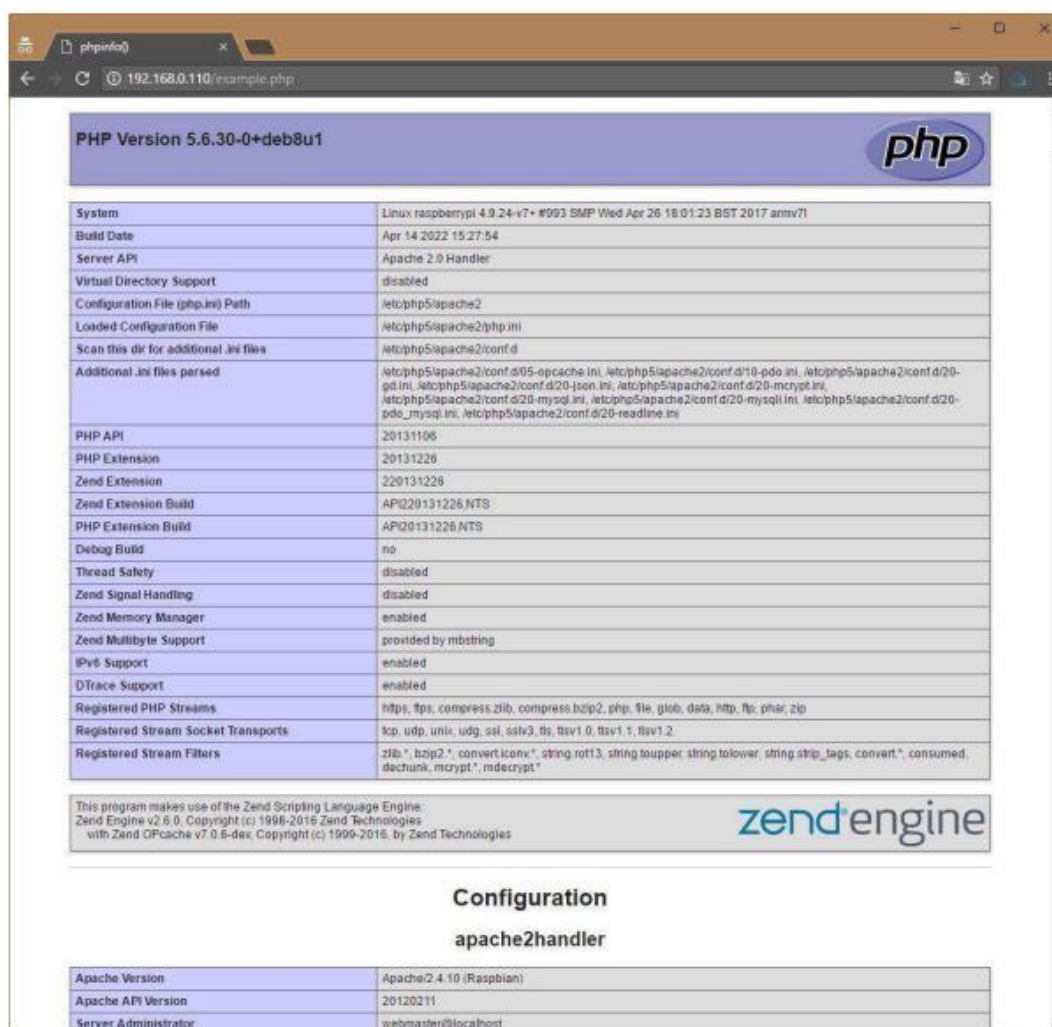 phpinfo()
192.168.0.110/example.php
PHP Version 5.6.30-0+deb8u1
php
System Linux raspberrypi 4.9.24-v7+ #993 SMP Wed Apr 26 18:01:23 BST 2017 armv7l
Build Date Apr 14 2022 15:27:54
Server API Apache 2.0 Handler
Virtual Directory Support disabled
Configuration File (php.ini) Path /etc/php5/apache2
Loaded Configuration File /etc/php5/apache2/php.ini
Scan this dir for additional .ini files /etc/php5/apache2/conf.d
Additional .ini files parsed /etc/php5/apache2/conf.d/05-opcache.ini, /etc/php5/apache2/conf.d/10-pdo.ini, /etc/php5/apache2/conf.d/20-
gd.ini, /etc/php5/apache2/conf.d/20-json.ini, /etc/php5/apache2/conf.d/20-mcrypt.ini,
/etc/php5/apache2/conf.d/20-mysql.ini, /etc/php5/apache2/conf.d/20-mysqli.ini, /etc/php5/apache2/conf.d/20-
pdo_mysql.ini, /etc/php5/apache2/conf.d/20-readline.ini
PHP API 20131106
PHP Extension 20131226
Zend Extension 220131226
Zend Extension Build API220131226,NTS
PHP Extension Build API20131226,NTS
Debug Build no
Thread Safety disabled
Zend Signal Handling disabled
Zend Memory Manager enabled
Zend Multibyte Support provided by mbstring
IPv6 Support enabled
DTrace Support enabled
Registered PHP Streams https, ftps, compress.zlib, compress.bzip2, php, file, glob, data, http, ftp, phar, zip
Registered Stream Socket Transports tcp, udp, unix, udg, ssl, sslv3, tls, tlsv1.0, tlsv1.1, tlsv1.2
Registered Stream Filters zlib.*, bzip2.*, convert.iconv.*, string.rot13, string.toupper, string.tolower, string.strip_tags, convert.*, consumed,
dechunk, mcrypt.*, mdecrypt.*
This program makes use of the Zend Scripting Language Engine:
Zend Engine v2.6.0, Copyright (c) 1998-2016 Zend Technologies
with Zend OPcache v7.0.6-dev, Copyright (c) 1999-2016, by Zend Technologies
zend engine
Configuration
apache2handler
Apache Version Apache/2.4.10 (Raspbian)
Apache API Version 20120211
Server Administrator webmaster@localhost